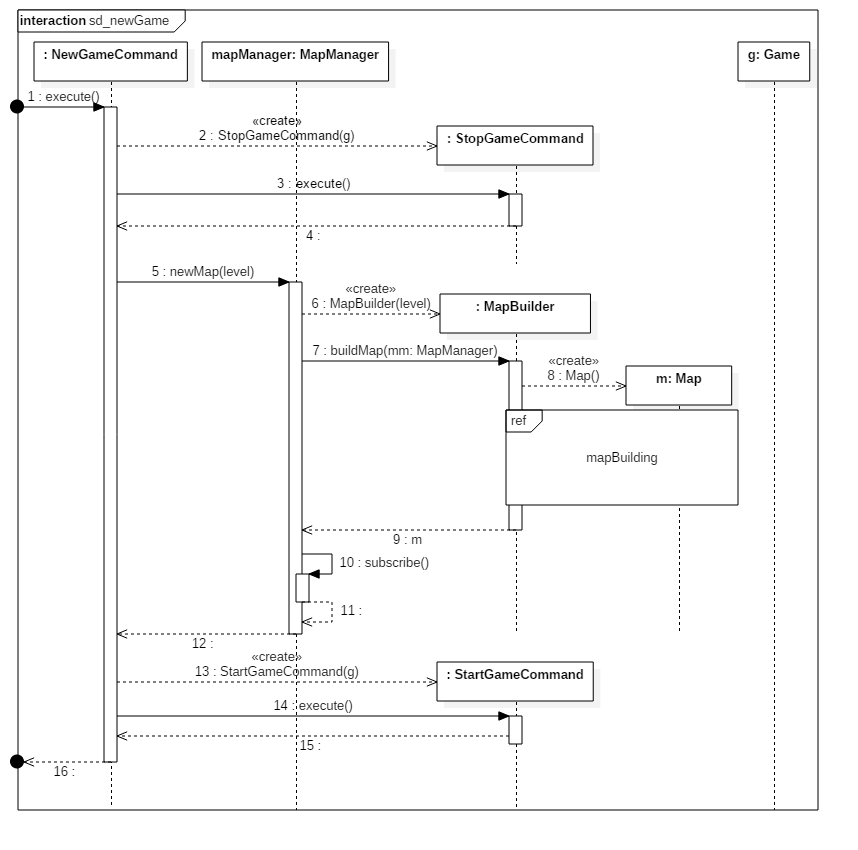 interaction sd_newGame
: NewGameCommand
mapManager: MapManager
g: Game
1 : execute()
«create»
2 : StopGameCommand(g)
: StopGameCommand
3 : execute()
4 :
5 : newMap(level)
«create»
6 : MapBuilder(level)
: MapBuilder
7 : buildMap(mm: MapManager)
«create»
8 : Map()
m: Map
ref
mapBuilding
9 : m
10 : subscribe()
11 :
12 :
«create»
13 : StartGameCommand(g)
: StartGameCommand
14 : execute()
15 :
16 :